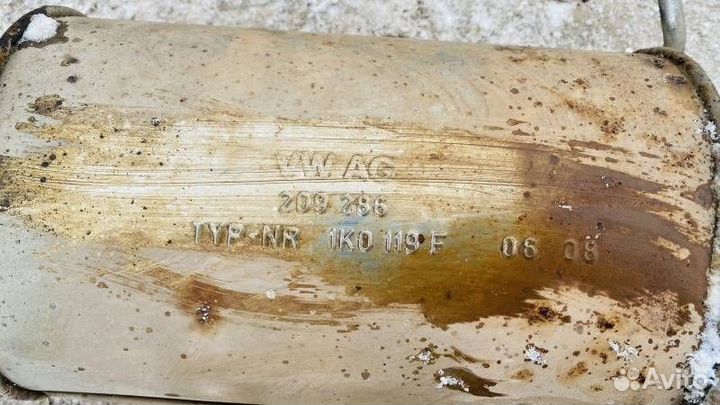 VW AG
209 286
TYP-NR 1K0 119 F 06 08
Avito